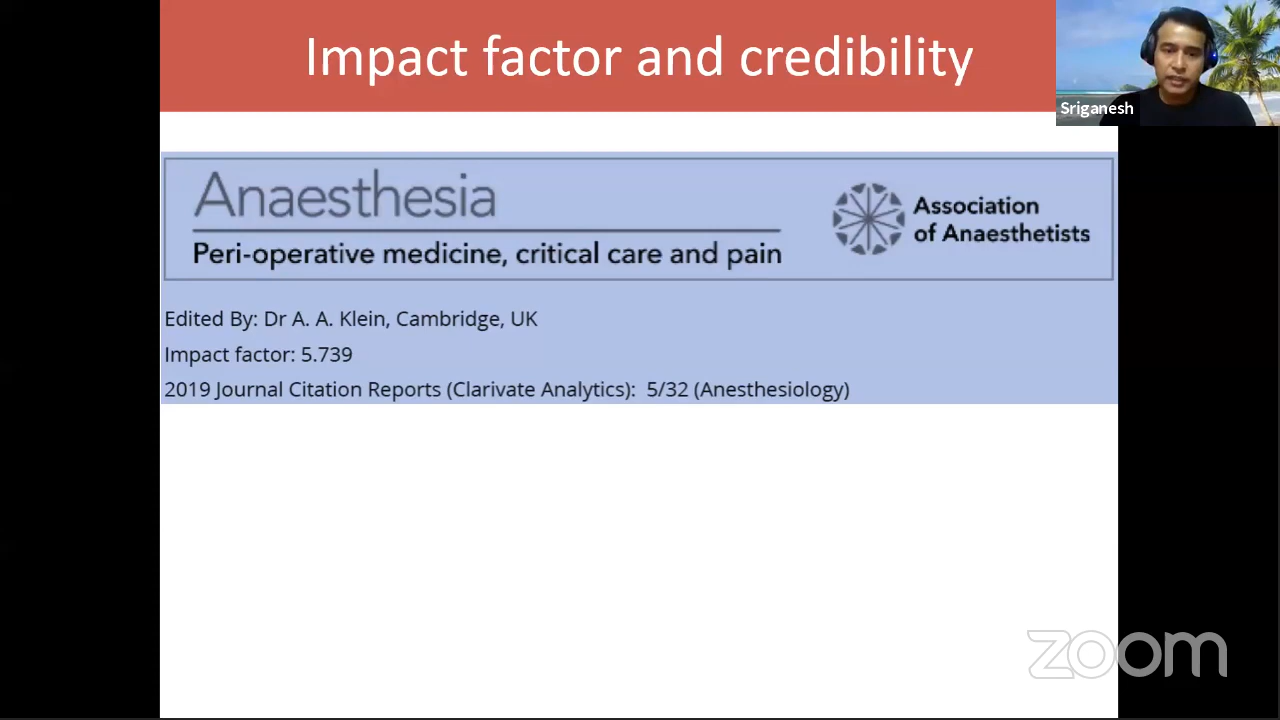 Impact factor and credibility
Sriganesh
Anaesthesia
Peri-operative medicine, critical care and pain
Association
of Anaesthetists
Edited By: Dr A. A. Klein, Cambridge, UK
Impact factor: 5.739
2019 Journal Citation Reports (Clarivate Analytics): 5/32 (Anesthesiology)
zoom